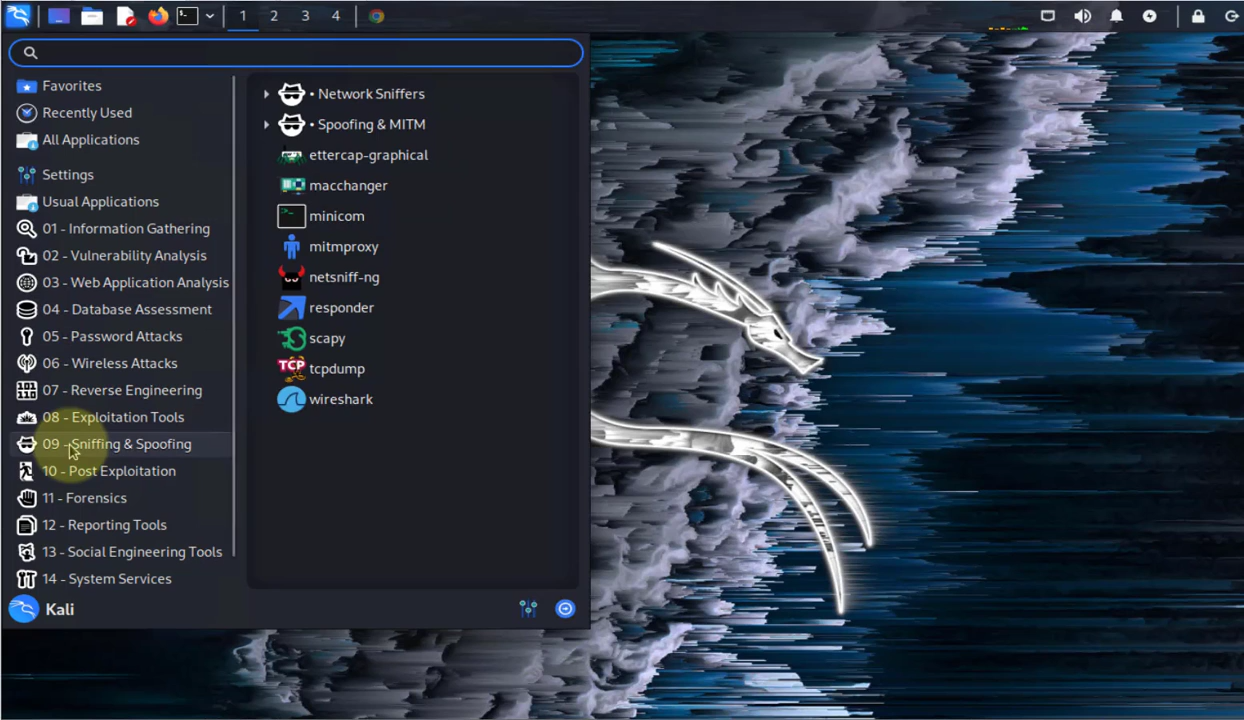 1 2 3 4
Favorites
Recently Used
All Applications
Settings
Usual Applications
01 - Information Gathering
02 - Vulnerability Analysis
03 - Web Application Analysis
04 - Database Assessment
05 - Password Attacks
06 - Wireless Attacks
07 - Reverse Engineering
08 - Exploitation Tools
09 - Sniffing & Spoofing
10 - Post Exploitation
11 - Forensics
12 - Reporting Tools
13 - Social Engineering Tools
14 - System Services
Kali
• Network Sniffers
• Spoofing & MITM
ettercap-graphical
macchanger
minicom
mitmproxy
netsniff-ng
responder
scapy
TCP tcpdump
wireshark